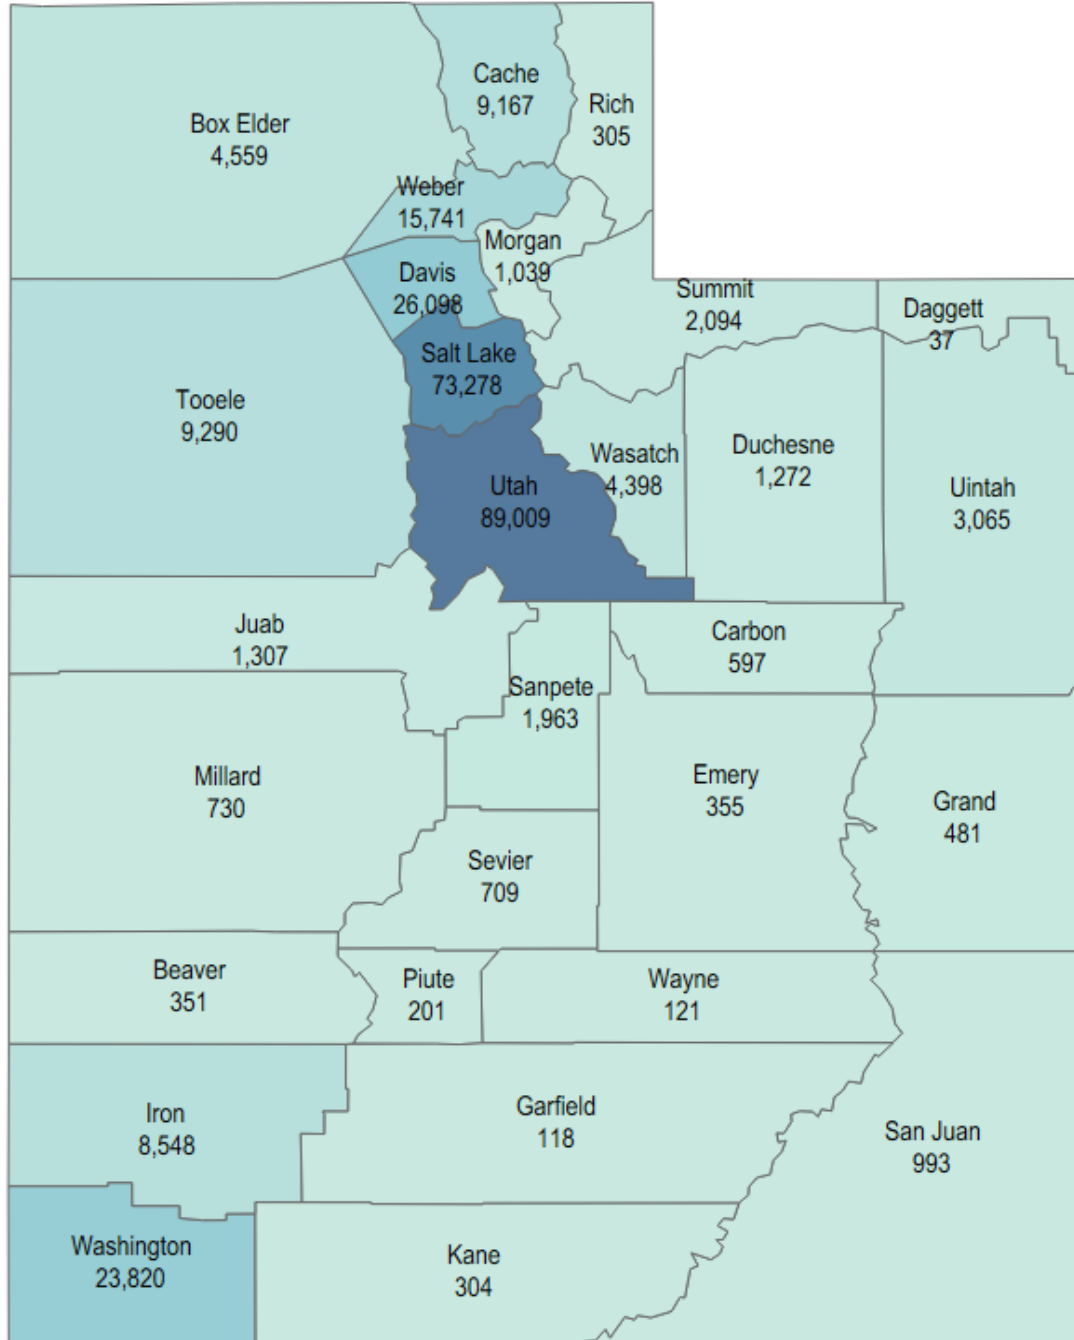 Cache
9,167
Rich
305
Box Elder
4,559
Weber
15,741
Morgan
1,039
Davis
26,098
Summit
2,094
Daggett
37
Salt Lake
73,278
Tooele
9,290
Wasatch
4,398
Duchesne
1,272
Uintah
3,065
Utah
89,009
Juab
1,307
Carbon
597
Sanpete
1,963
Millard
730
Emery
355
Grand
481
Sevier
709
Beaver
351
Piute
201
Wayne
121
Iron
8,548
Garfield
118
San Juan
993
Washington
23,820
Kane
304